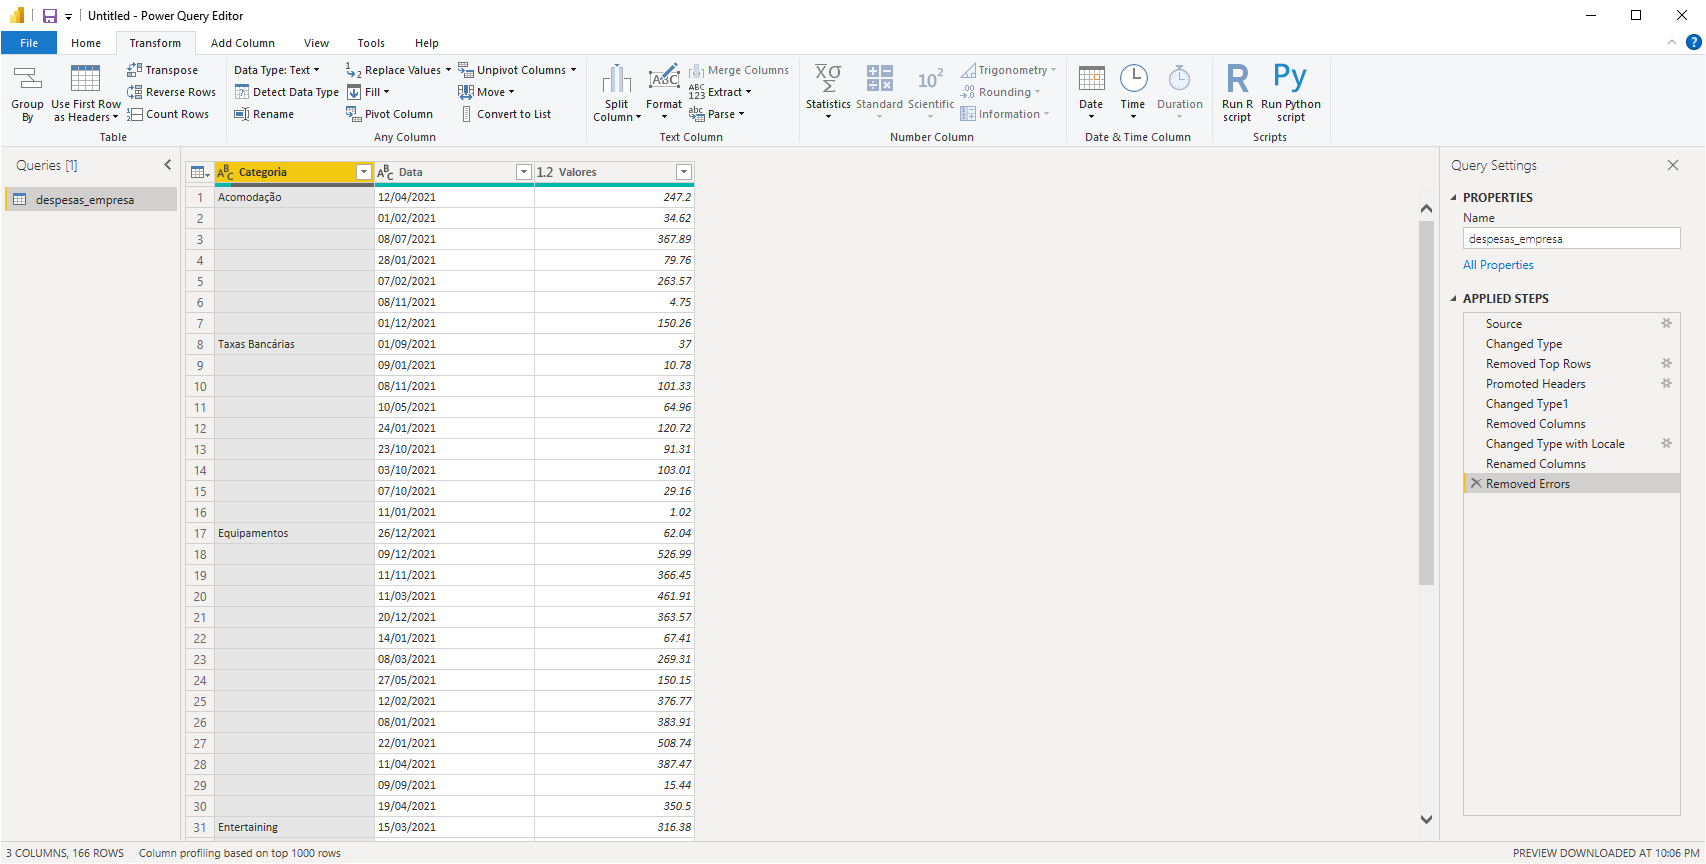 Untitled - Power Query Editor
File Home Transform Add Column View Tools Help
Group By
Use First Row as Headers
Transpose
Reverse Rows
Count Rows
Table
Data Type: Text
Detect Data Type
Rename
Replace Values
Fill
Pivot Column
Unpivot Columns
Move
Convert to List
Any Column
Split Column
Format
Merge Columns
Extract
Parse
Text Column
Statistics
Standard
Scientific
Trigonometry
Rounding
Information
Number Column
Date
Time
Duration
Date & Time Column
Run R script
Run Python script
Scripts
Queries [1]
despesas_empresa
Categoria Data 1.2 Valores
1 Acomodação 12/04/2021 247.2
2 01/02/2021 34.62
3 08/07/2021 367.89
4 28/01/2021 79.76
5 07/02/2021 263.57
6 08/11/2021 4.75
7 01/12/2021 150.26
8 Taxas Bancárias 01/09/2021 37
9 09/01/2021 10.78
10 08/11/2021 101.33
11 10/05/2021 64.96
12 24/01/2021 120.72
13 23/10/2021 91.31
14 03/10/2021 103.01
15 07/10/2021 29.16
16 11/01/2021 1.02
17 Equipamentos 26/12/2021 62.04
18 09/12/2021 526.99
19 11/11/2021 366.45
20 11/03/2021 461.91
21 20/12/2021 363.57
22 14/01/2021 67.41
23 08/03/2021 269.31
24 27/05/2021 150.15
25 12/02/2021 376.77
26 08/01/2021 383.91
27 22/01/2021 508.74
28 11/04/2021 387.47
29 09/09/2021 15.44
30 19/04/2021 350.5
31 Entertaining 15/03/2021 316.38
Query Settings
PROPERTIES
Name
despesas_empresa
All Properties
APPLIED STEPS
Source
Changed Type
Removed Top Rows
Promoted Headers
Changed Type1
Removed Columns
Changed Type with Locale
Renamed Columns
Removed Errors
3 COLUMNS, 166 ROWS Column profiling based on top 1000 rows
PREVIEW DOWNLOADED AT 10:06 PM